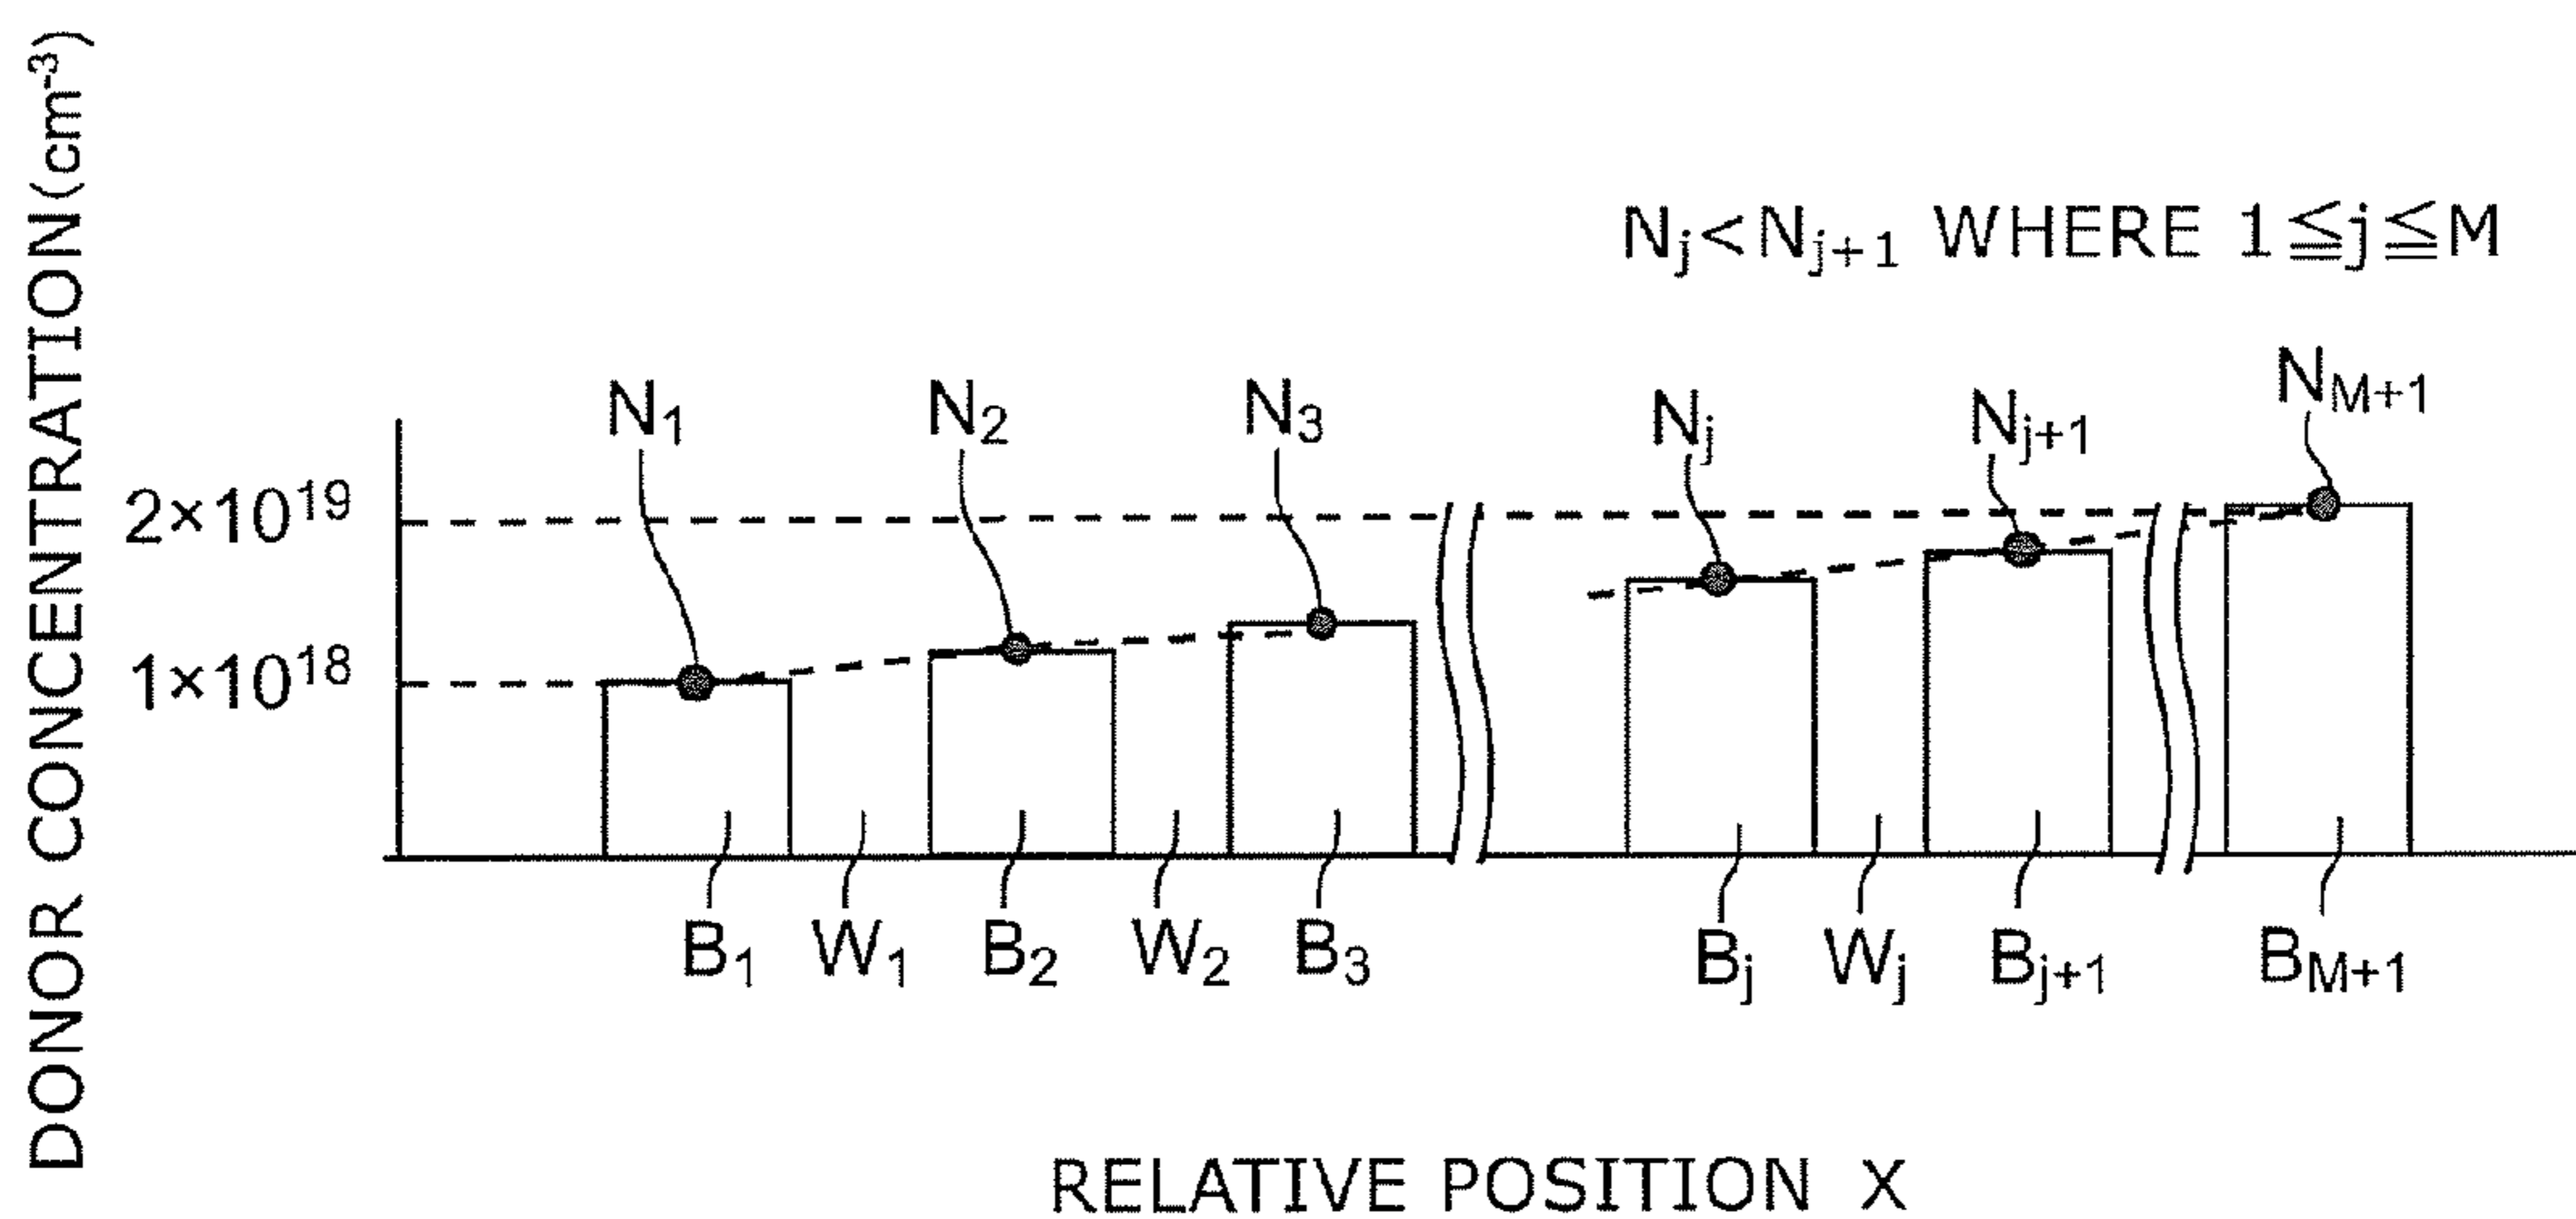 DONOR CONCENTRATION(cm⁻³)
Nj<Nj+1 WHERE 1≦j≦M
N1 N2 N3 Nj Nj+1 NM+1
2×10¹⁹
1×10¹⁸
B1 W1 B2 W2 B3 Bj Wj Bj+1 BM+1
RELATIVE POSITION X